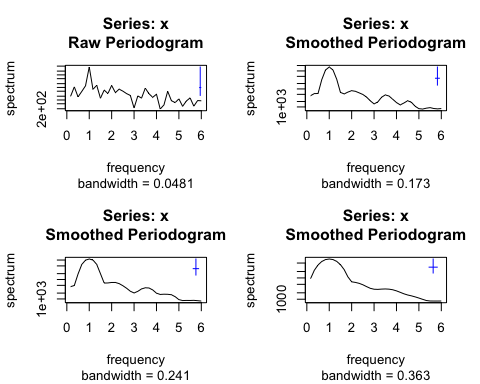 Series: x
Raw Periodogram
spectrum
2e+02
0 1 2 3 4 5 6
frequency
bandwidth = 0.0481
Series: x
Smoothed Periodogram
spectrum
1e+03
0 1 2 3 4 5 6
frequency
bandwidth = 0.173
Series: x
Smoothed Periodogram
spectrum
1e+03
0 1 2 3 4 5 6
frequency
bandwidth = 0.241
Series: x
Smoothed Periodogram
spectrum
1000
0 1 2 3 4 5 6
frequency
bandwidth = 0.363